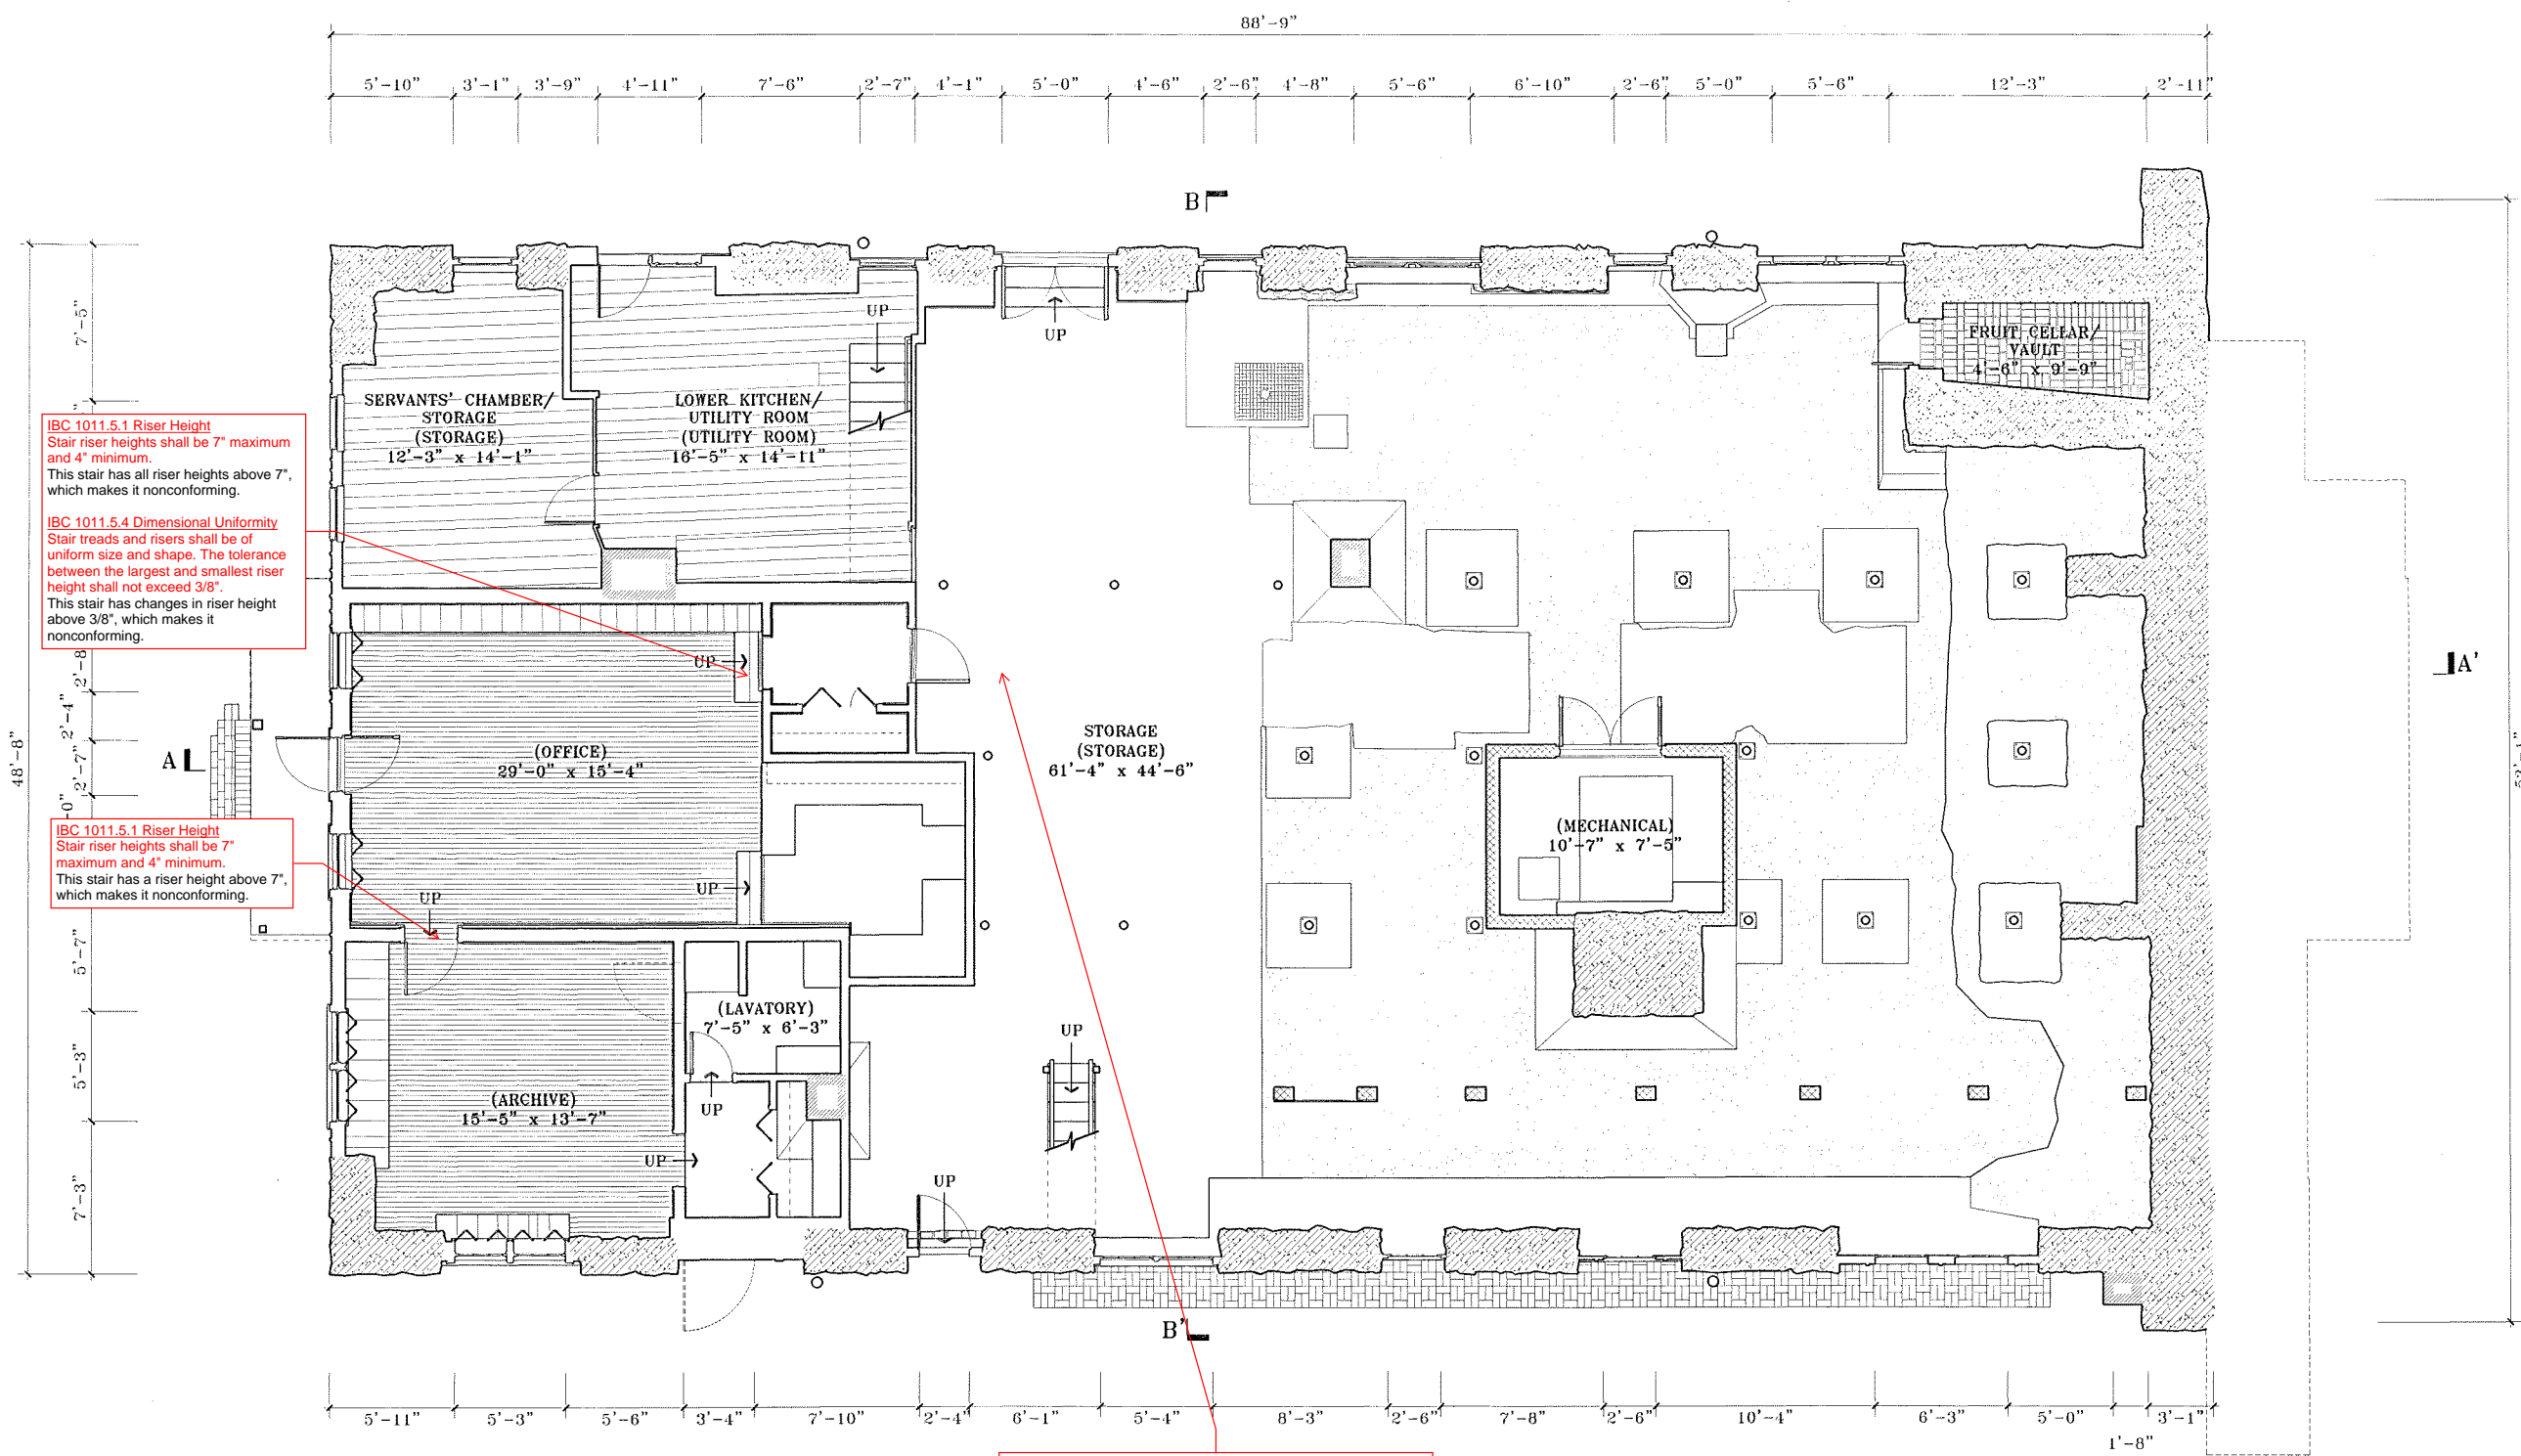 88'-9"
5'-10" 3'-1" 3'-9" 4'-11" 7'-6" 2'-7" 4'-1" 5'-0" 4'-6" 2'-6" 4'-8" 5'-6" 6'-10" 2'-6" 5'-0" 5'-6" 12'-3" 2'-11"
B
7'-5"
UP
UP
FRUIT CELLAR/
VAULT
4'-6" x 9'-9"
SERVANTS' CHAMBER/
STORAGE
(STORAGE)
12'-3" x 14'-1"
LOWER KITCHEN/
UTILITY ROOM
(UTILITY ROOM)
16'-5" x 14'-11"
IBC 1011.5.1 Riser Height
Stair riser heights shall be 7" maximum
and 4" minimum.
This stair has all riser heights above 7",
which makes it nonconforming.
IBC 1011.5.4 Dimensional Uniformity
Stair treads and risers shall be of
uniform size and shape. The tolerance
between the largest and smallest riser
height shall not exceed 3/8".
This stair has changes in riser height
above 3/8", which makes it
nonconforming.
2'-8
UP
A'
2'-4"
48'-8"
2'-7"
A
(OFFICE)
29'-0" x 15'-4"
STORAGE
(STORAGE)
61'-4" x 44'-6"
-0"
(MECHANICAL)
10'-7" x 7'-5"
IBC 1011.5.1 Riser Height
Stair riser heights shall be 7"
maximum and 4" minimum.
This stair has a riser height above 7",
which makes it nonconforming.
UP
UP
5'-7"
(LAVATORY)
7'-5" x 6'-3"
UP
5'-3"
(ARCHIVE)
15'-5" x 13'-7"
UP
UP
UP
7'-3"
B'
5'-11" 5'-3" 5'-6" 3'-4" 7'-10" 2'-4" 6'-1" 5'-4" 8'-3" 2'-6" 7'-8" 2'-6" 10'-4" 6'-3" 5'-0" 3'-1"
1'-8"